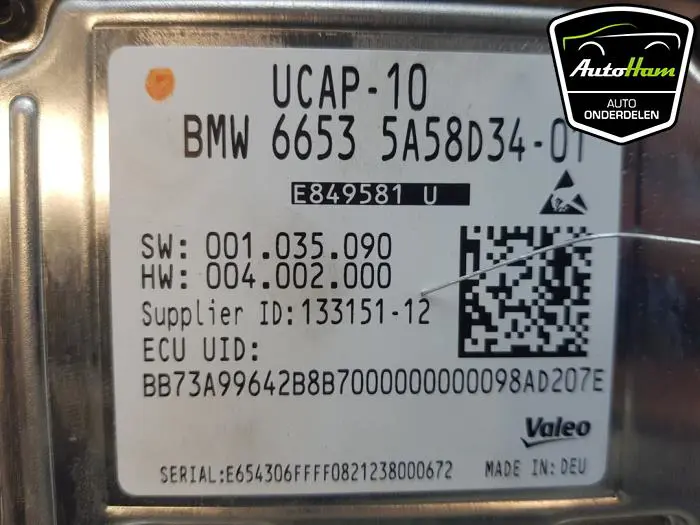 AutoHam
AUTO
ONDERDELEN
UCAP-10
BMW 6653 5A58D34-01
E849581 U
SW: 001.035.090
HW: 004.002.000
Supplier ID:133151-12
ECU UID:
BB73A99642B8B7000000000098AD207E
Valeo
SERIAL:E654306FFFF0821238000672 MADE IN: DEU